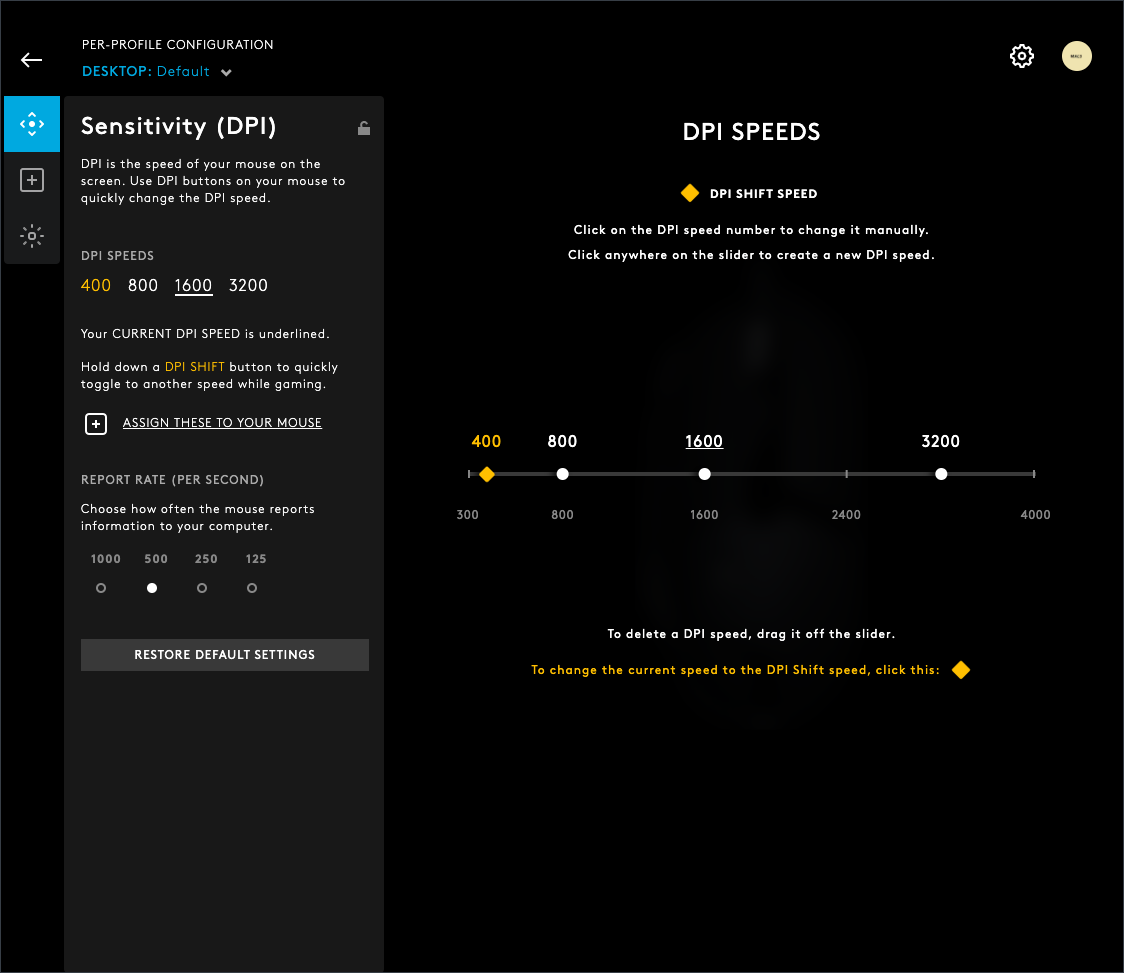 PER-PROFILE CONFIGURATION
DESKTOP: Default
Sensitivity (DPI)
DPI is the speed of your mouse on the
screen. Use DPI buttons on your mouse to
quickly change the DPI speed.
DPI SPEEDS
400 800 1600 3200
Your CURRENT DPI SPEED is underlined.
Hold down a DPI SHIFT button to quickly
toggle to another speed while gaming.
ASSIGN THESE TO YOUR MOUSE
REPORT RATE (PER SECOND)
Choose how often the mouse reports
information to your computer.
1000 500 250 125
RESTORE DEFAULT SETTINGS
DPI SPEEDS
DPI SHIFT SPEED
Click on the DPI speed number to change it manually.
Click anywhere on the slider to create a new DPI speed.
400 800 1600 3200
300 800 1600 2400 4000
To delete a DPI speed, drag it off the slider.
To change the current speed to the DPI Shift speed, click this: